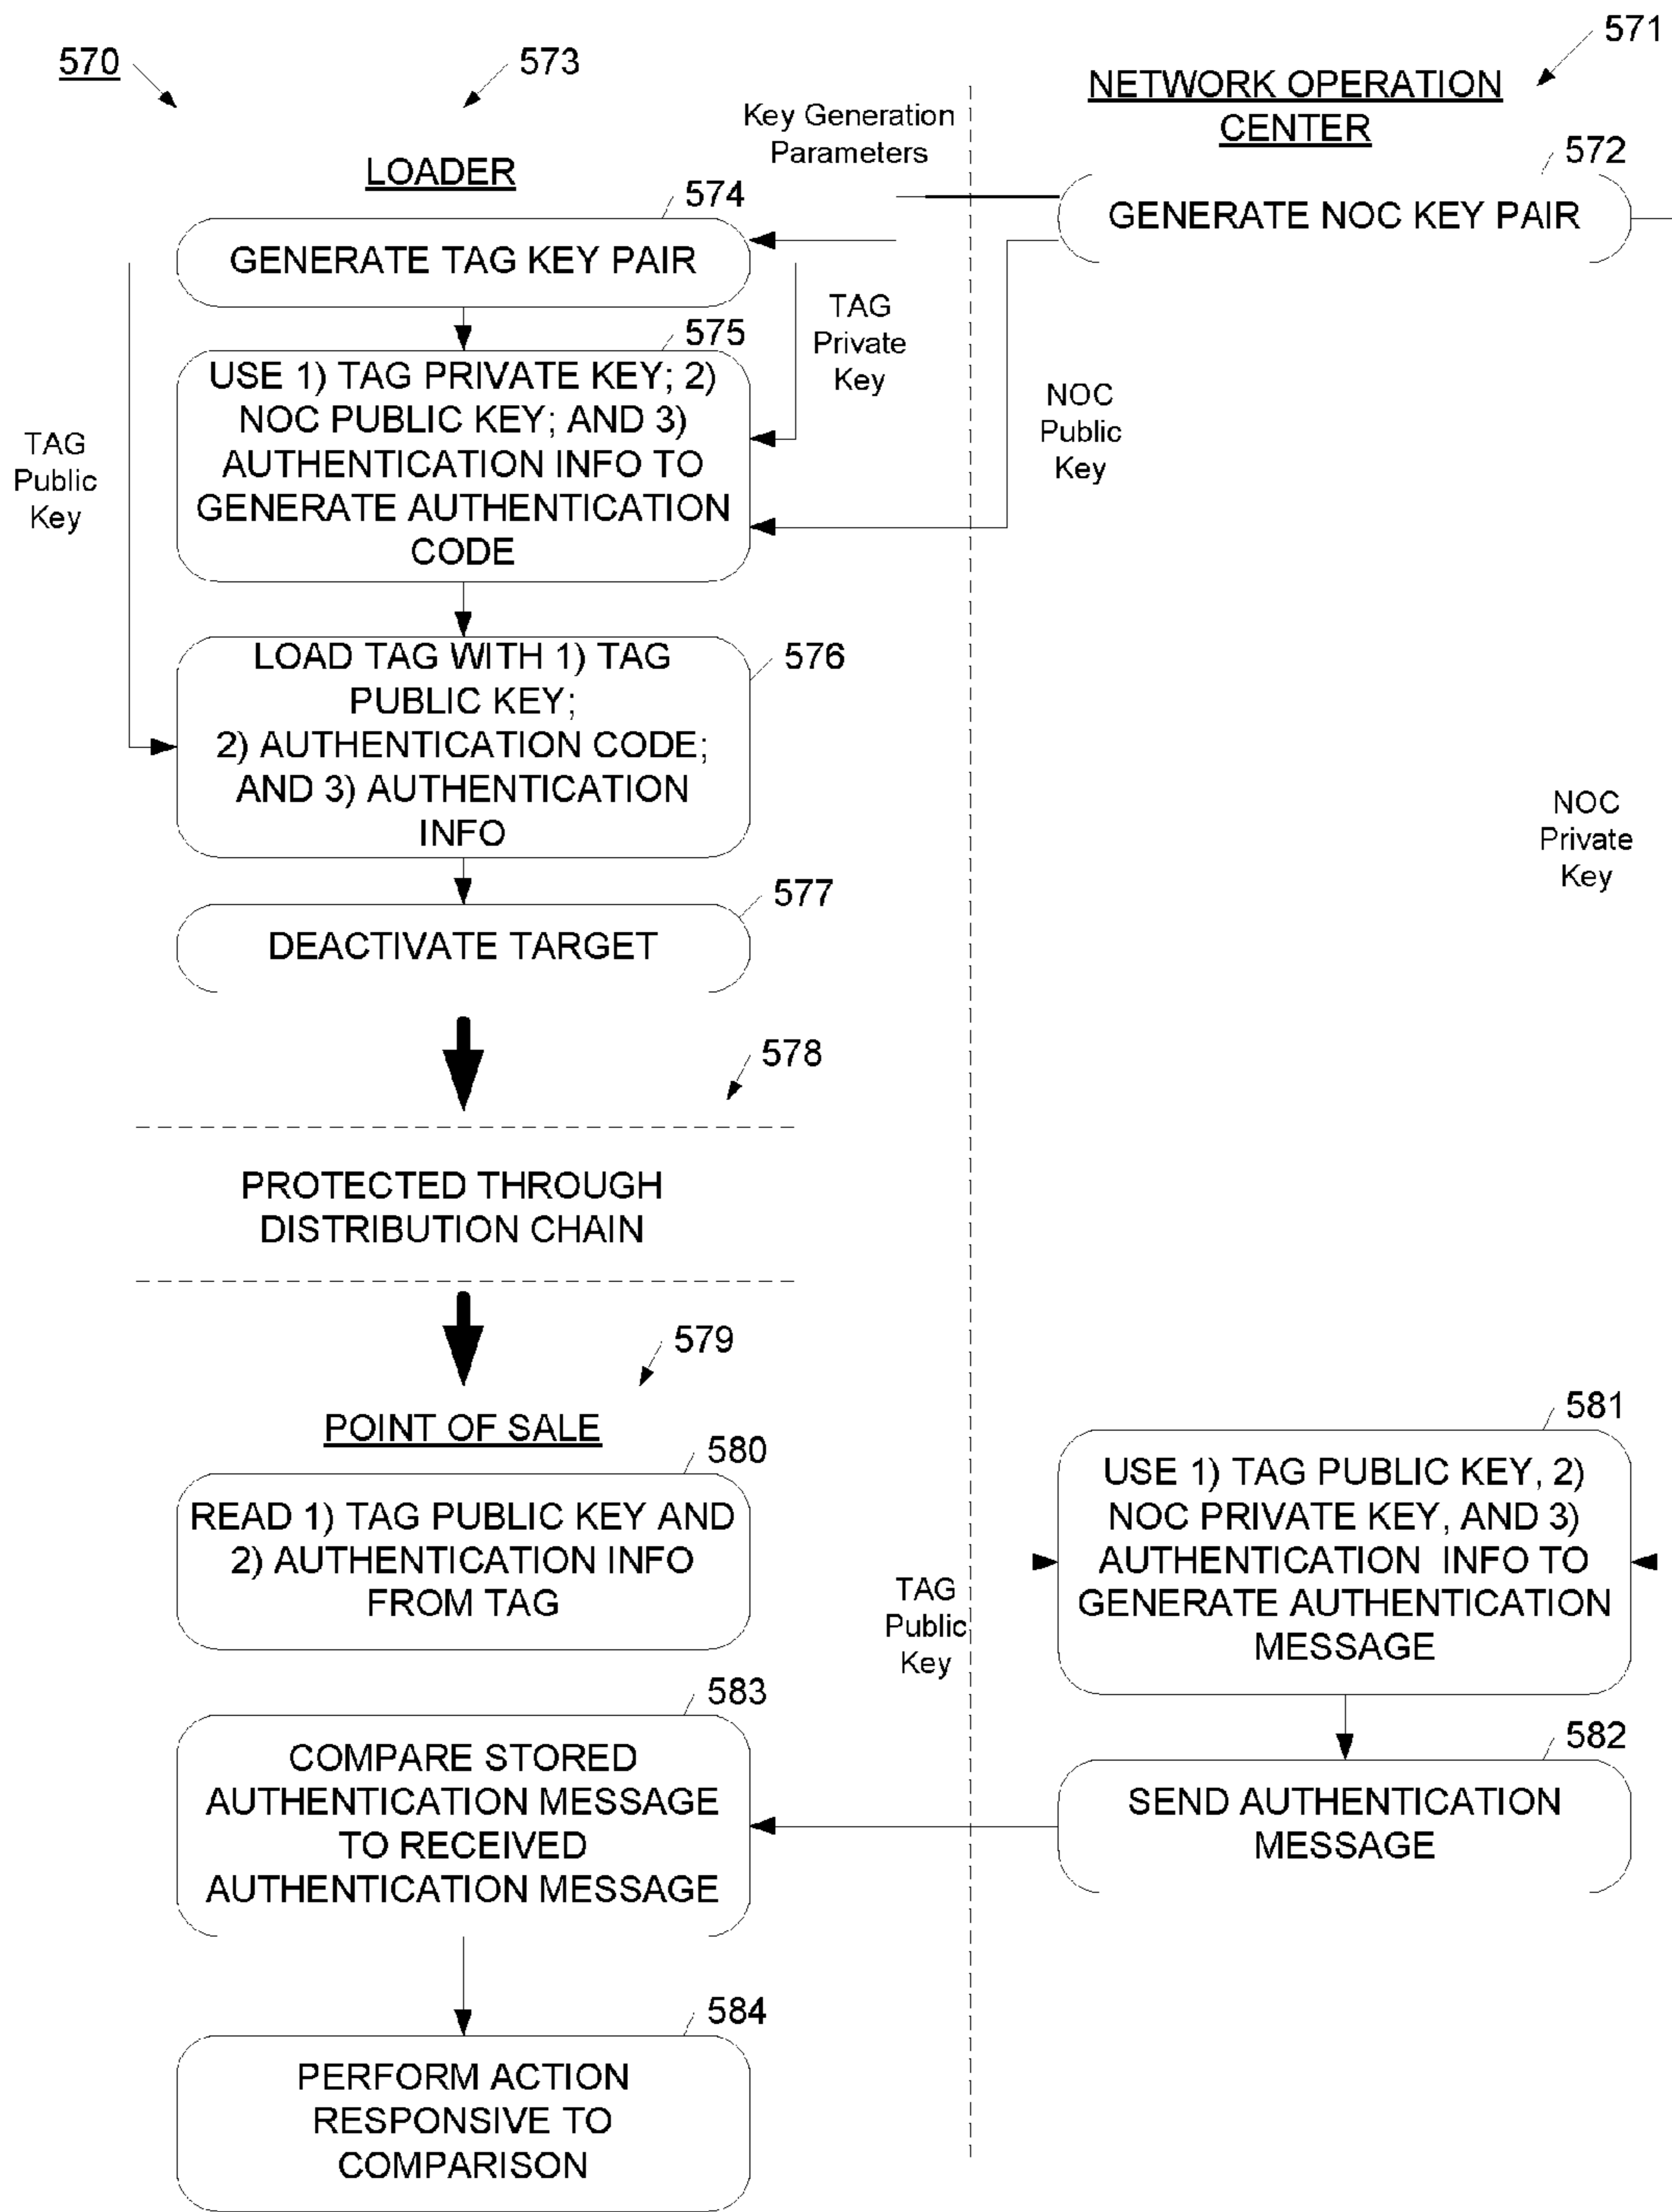 570
573
571
NETWORK OPERATION
CENTER
Key Generation
Parameters
LOADER
572
GENERATE NOC KEY PAIR
574
GENERATE TAG KEY PAIR
TAG
Private
Key
575
USE 1) TAG PRIVATE KEY; 2)
NOC PUBLIC KEY; AND 3)
AUTHENTICATION INFO TO
GENERATE AUTHENTICATION
CODE
NOC
Public
Key
TAG
Public
Key
576
LOAD TAG WITH 1) TAG
PUBLIC KEY;
2) AUTHENTICATION CODE;
AND 3) AUTHENTICATION
INFO
NOC
Private
Key
577
DEACTIVATE TARGET
578
PROTECTED THROUGH
DISTRIBUTION CHAIN
579
POINT OF SALE
580
READ 1) TAG PUBLIC KEY AND
2) AUTHENTICATION INFO
FROM TAG
TAG
Public
Key
581
USE 1) TAG PUBLIC KEY, 2)
NOC PRIVATE KEY, AND 3)
AUTHENTICATION INFO TO
GENERATE AUTHENTICATION
MESSAGE
582
SEND AUTHENTICATION
MESSAGE
583
COMPARE STORED
AUTHENTICATION MESSAGE
TO RECEIVED
AUTHENTICATION MESSAGE
584
PERFORM ACTION
RESPONSIVE TO
COMPARISON